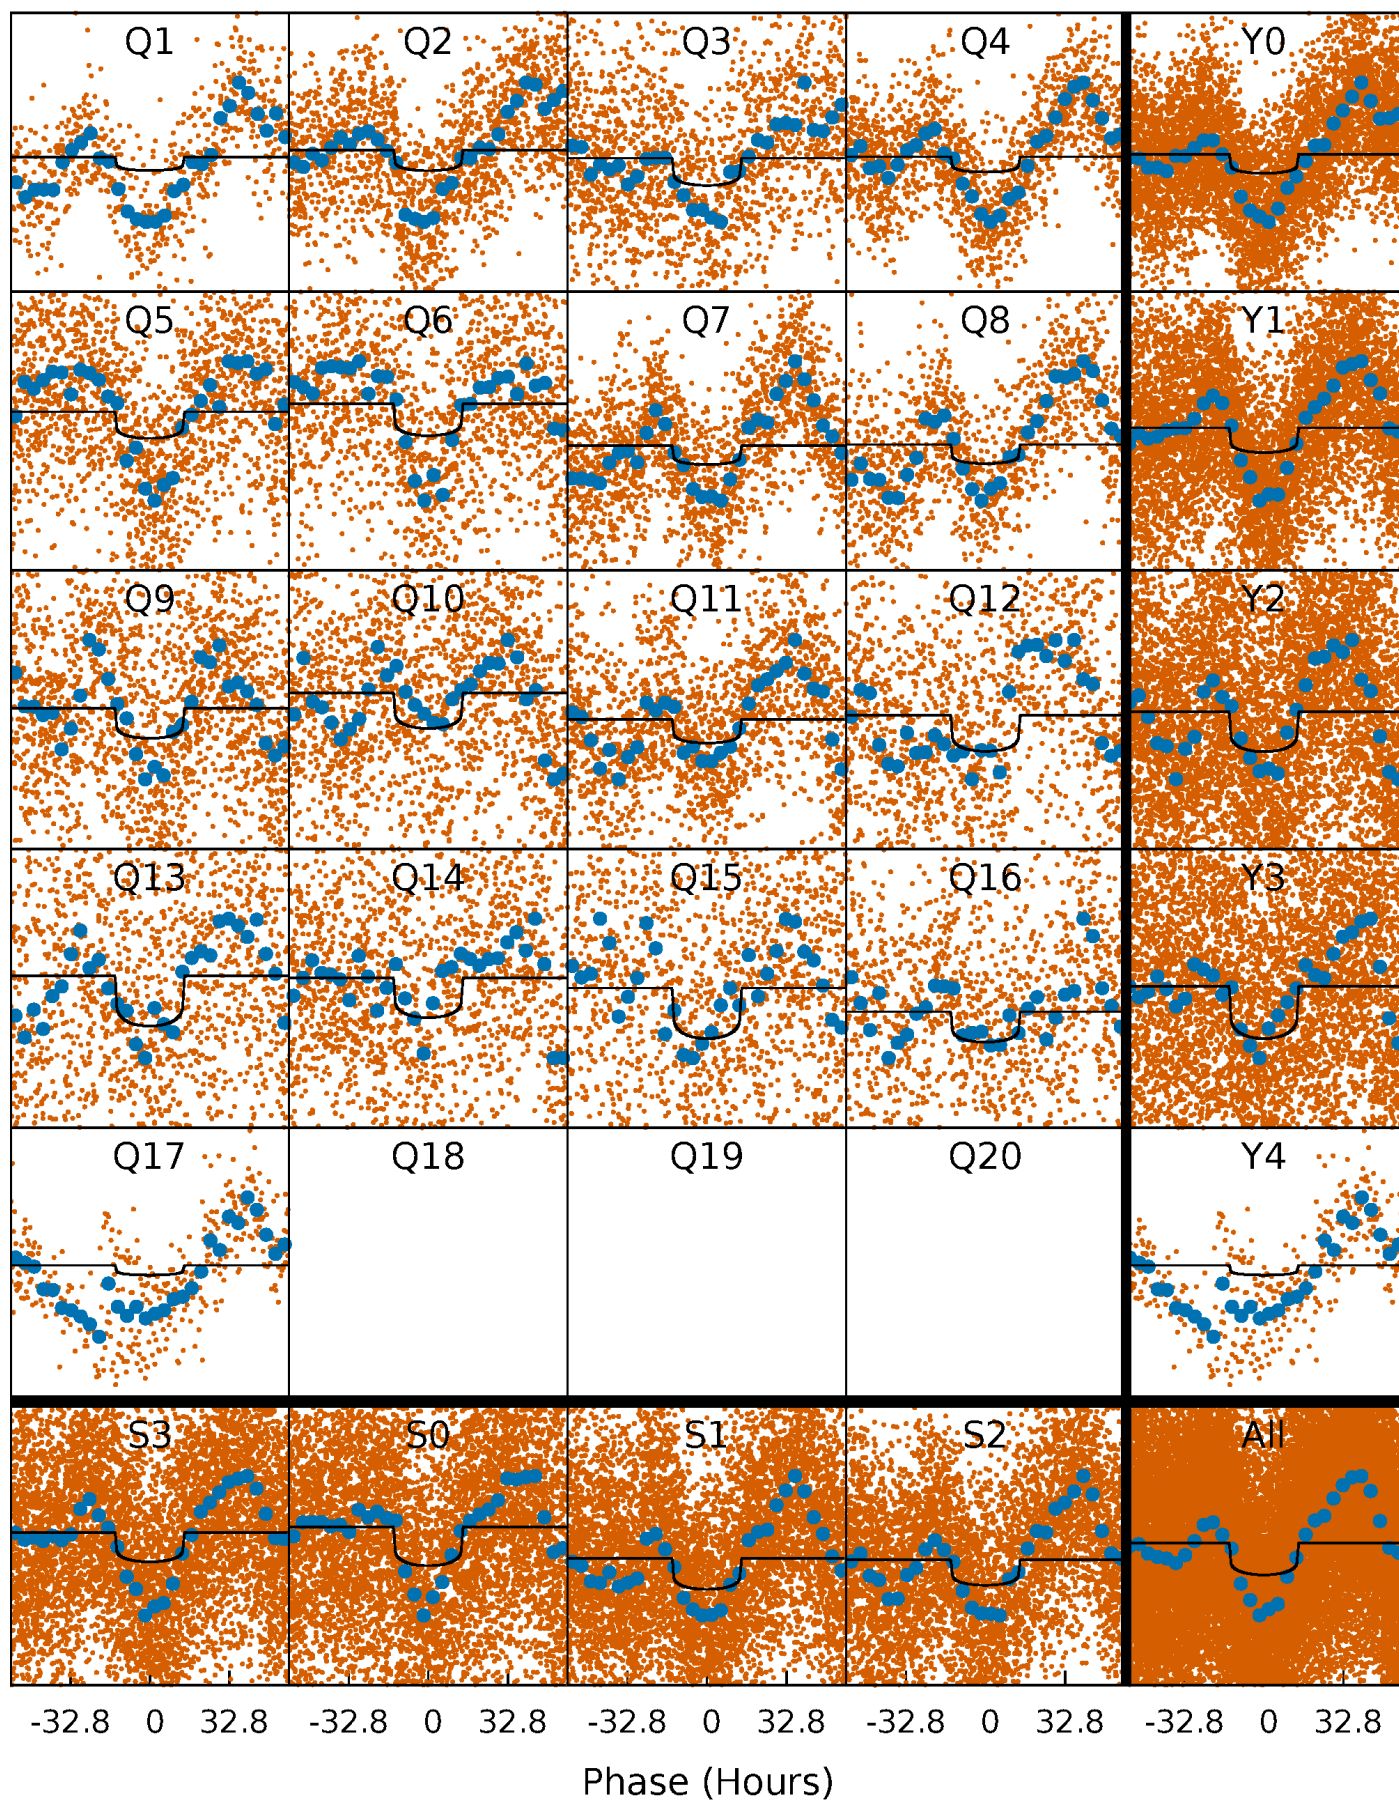 Q1 Q2 Q3 Q4 Y0
Q5 Q6 Q7 Q8 Y1
Q9 Q10 Q11 Q12 Y2
Q13 Q14 Q15 Q16 Y3
Q17 Q18 Q19 Q20 Y4
S3 S0 S1 S2 All
-32.8 0 32.8 -32.8 0 32.8 -32.8 0 32.8 -32.8 0 32.8 -32.8 0 32.8
Phase (Hours)